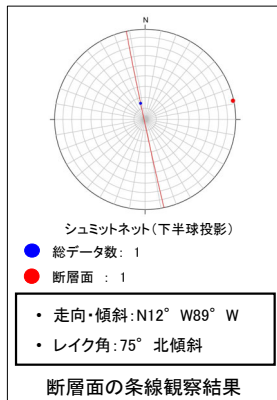 N
シュミットネット(下半球投影)
総データ数: 1
断層面 : 1
• 走向・傾斜:N12°W89°W
• レイク角:75°北傾斜
断層面の条線観察結果